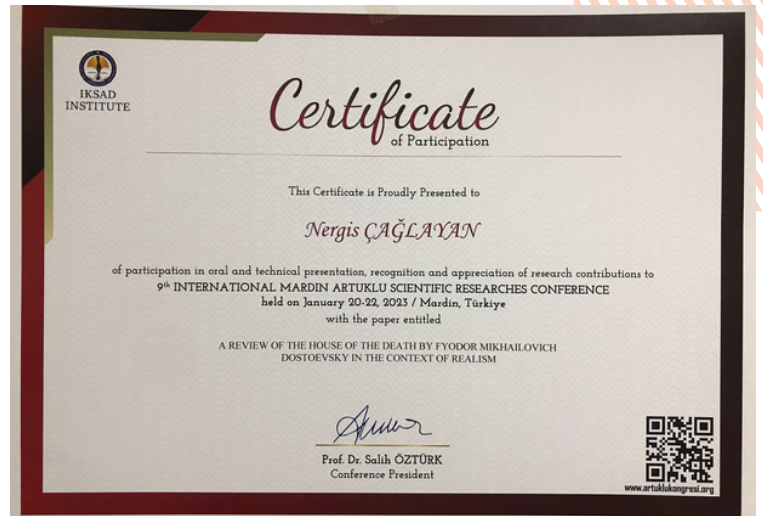 IKSAD
INSTITUTE
Certificate
of Participation
This Certificate is Proudly Presented to
Nergis ÇAĞLAYAN
of participation in oral and technical presentation, recognition and appreciation of research contributions to
9th INTERNATIONAL MARDIN ARTUKLU SCIENTIFIC RESEARCHES CONFERENCE
held on January 20-22, 2023 / Mardin, Türkiye
with the paper entitled
A REVIEW OF THE HOUSE OF THE DEATH BY FYODOR MIKHAILOVICH
DOSTOEVSKY IN THE CONTEXT OF REALISM
Prof. Dr. Salih ÖZTÜRK
Conference President
www.artuklukongresi.org